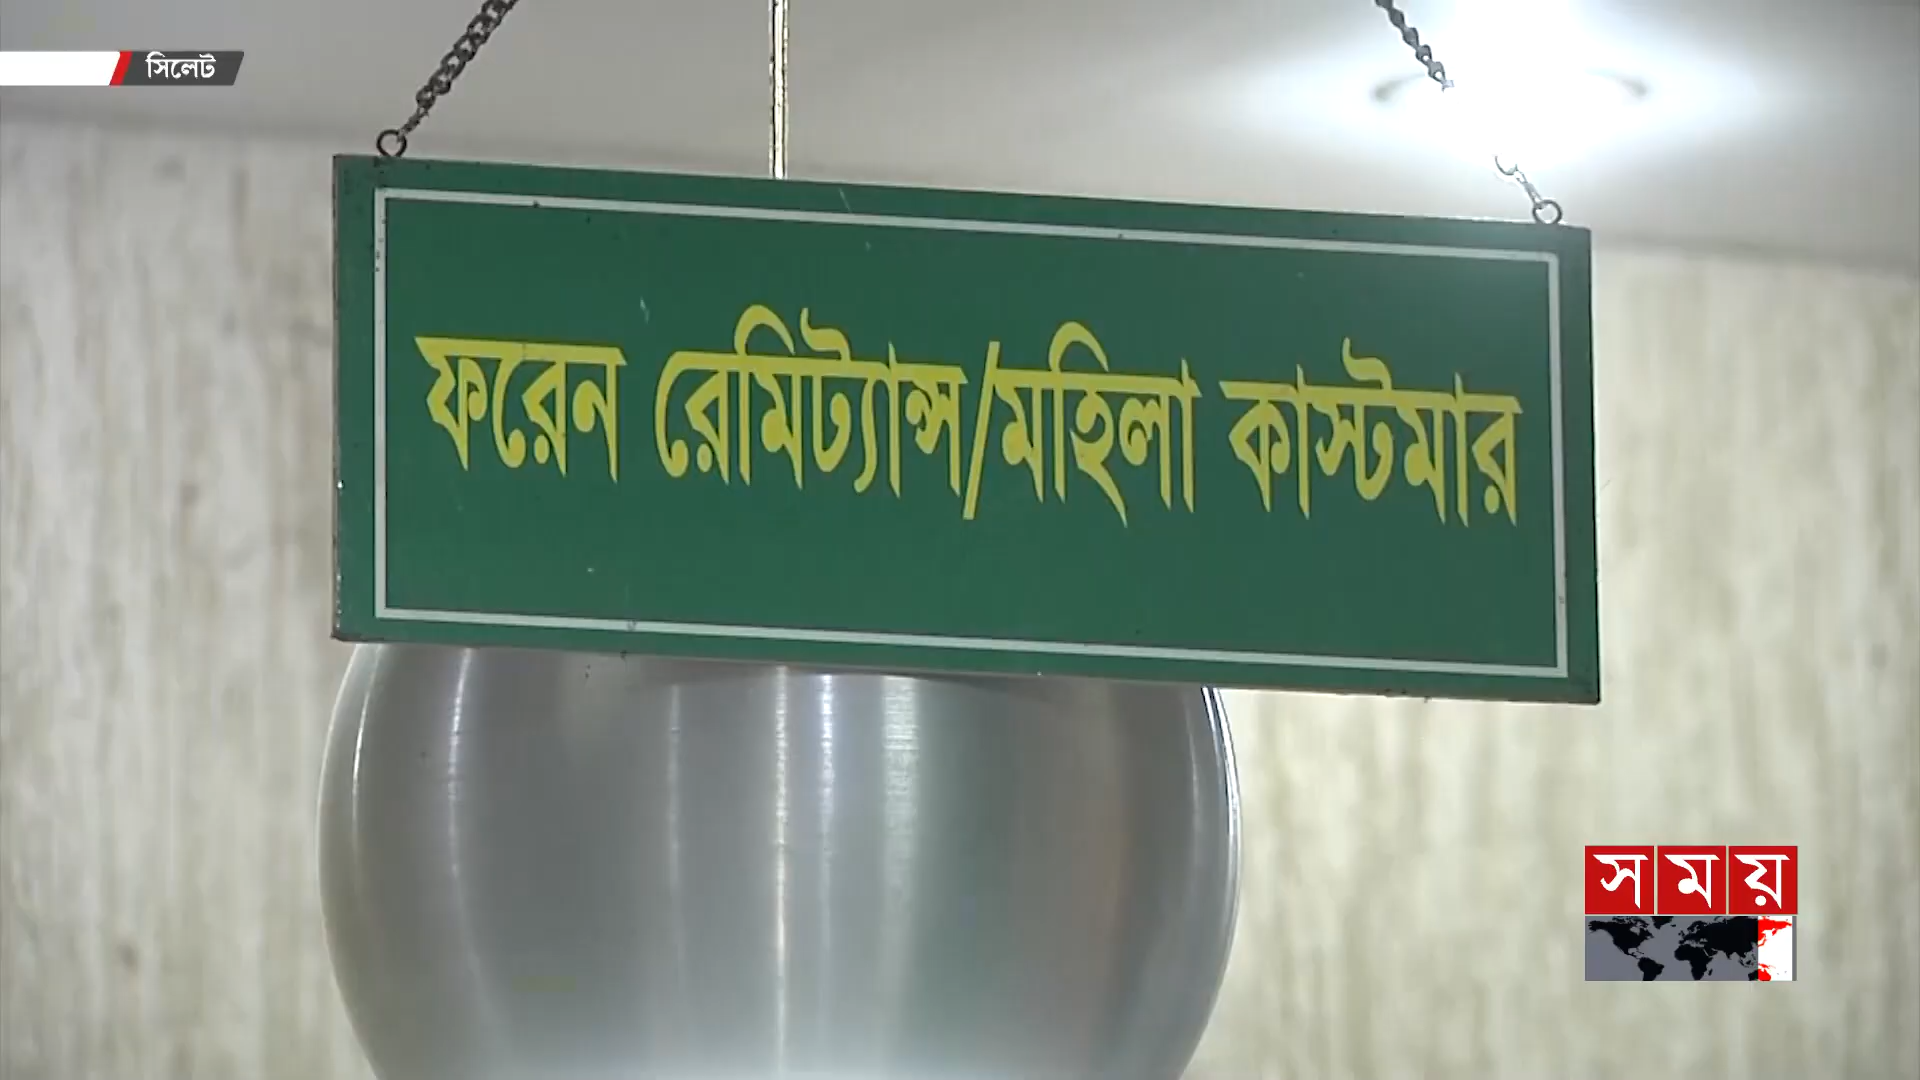 সিলেট
ফরেন রেমিট্যান্স/মহিলা কাস্টমার
সময়